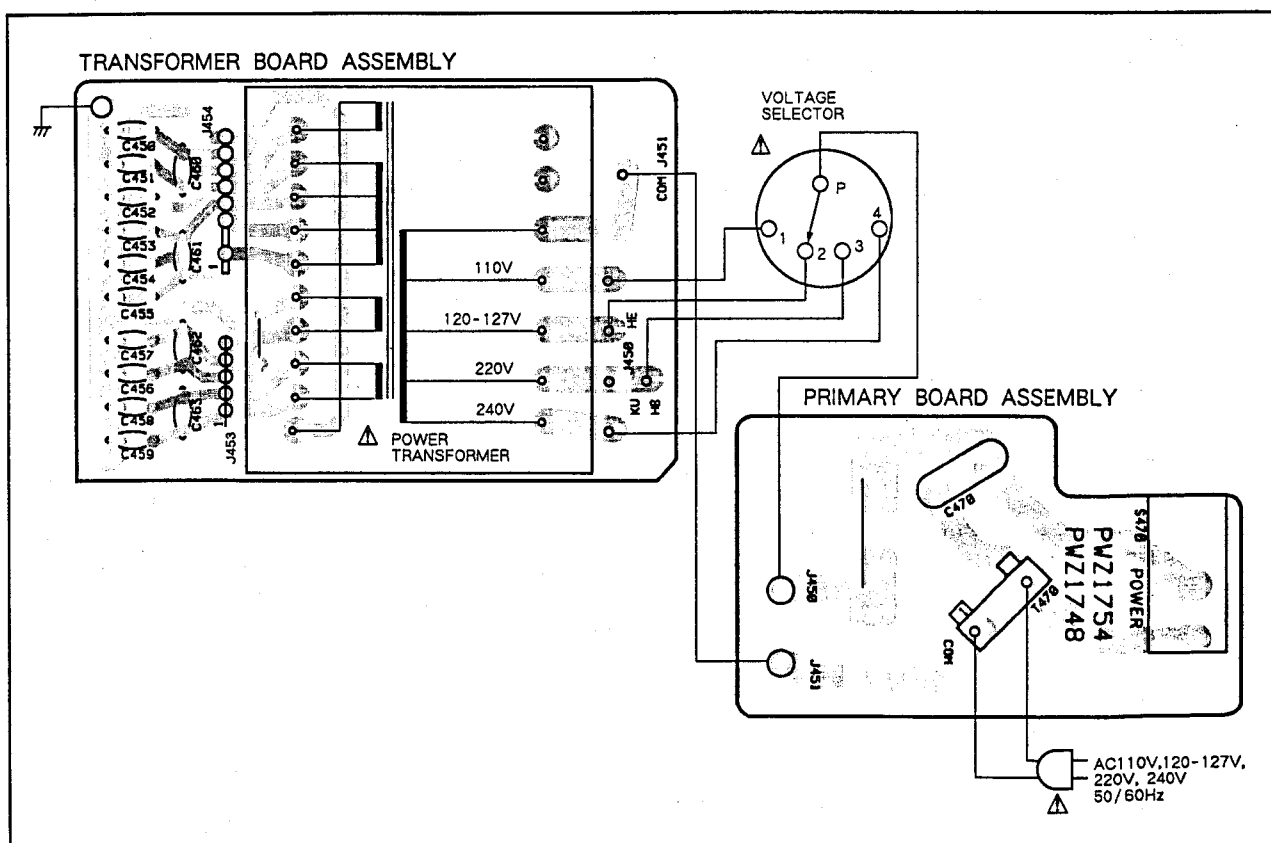 TRANSFORMER BOARD ASSEMBLY
C450
C451
C452
C453
C454
C455
C457
C456
C458
C459
C460
C461
C462
C463
J454
1
J453
1
110V
120-127V
220V
240V
POWER
TRANSFORMER
COM J451
HE
J450
KU HB
VOLTAGE
SELECTOR
P
1
2
3
4
PRIMARY BOARD ASSEMBLY
C470
J450
J451
T470
COM
PWZ1754
PWZ1748
S470 POWER
AC110V,120-127V,
220V, 240V
50/60Hz